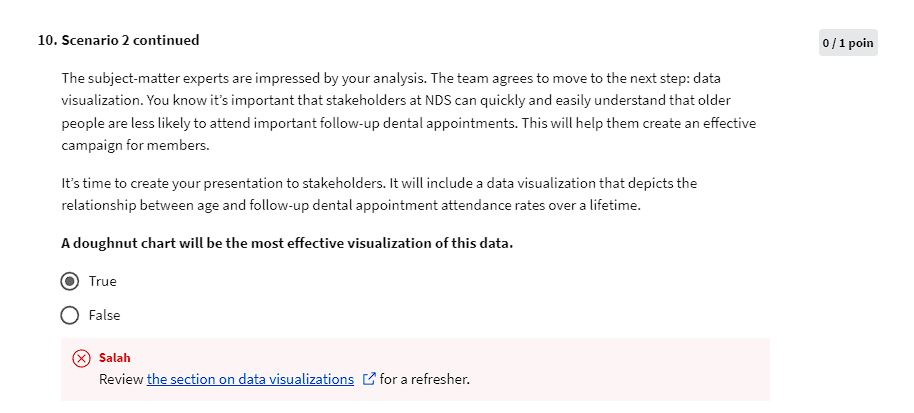 10. Scenario 2 continued
0 / 1 poin
The subject-matter experts are impressed by your analysis. The team agrees to move to the next step: data
visualization. You know it's important that stakeholders at NDS can quickly and easily understand that older
people are less likely to attend important follow-up dental appointments. This will help them create an effective
campaign for members.
It's time to create your presentation to stakeholders. It will include a data visualization that depicts the
relationship between age and follow-up dental appointment attendance rates over a lifetime.
A doughnut chart will be the most effective visualization of this data.
True
False
Salah
Review the section on data visualizations for a refresher.